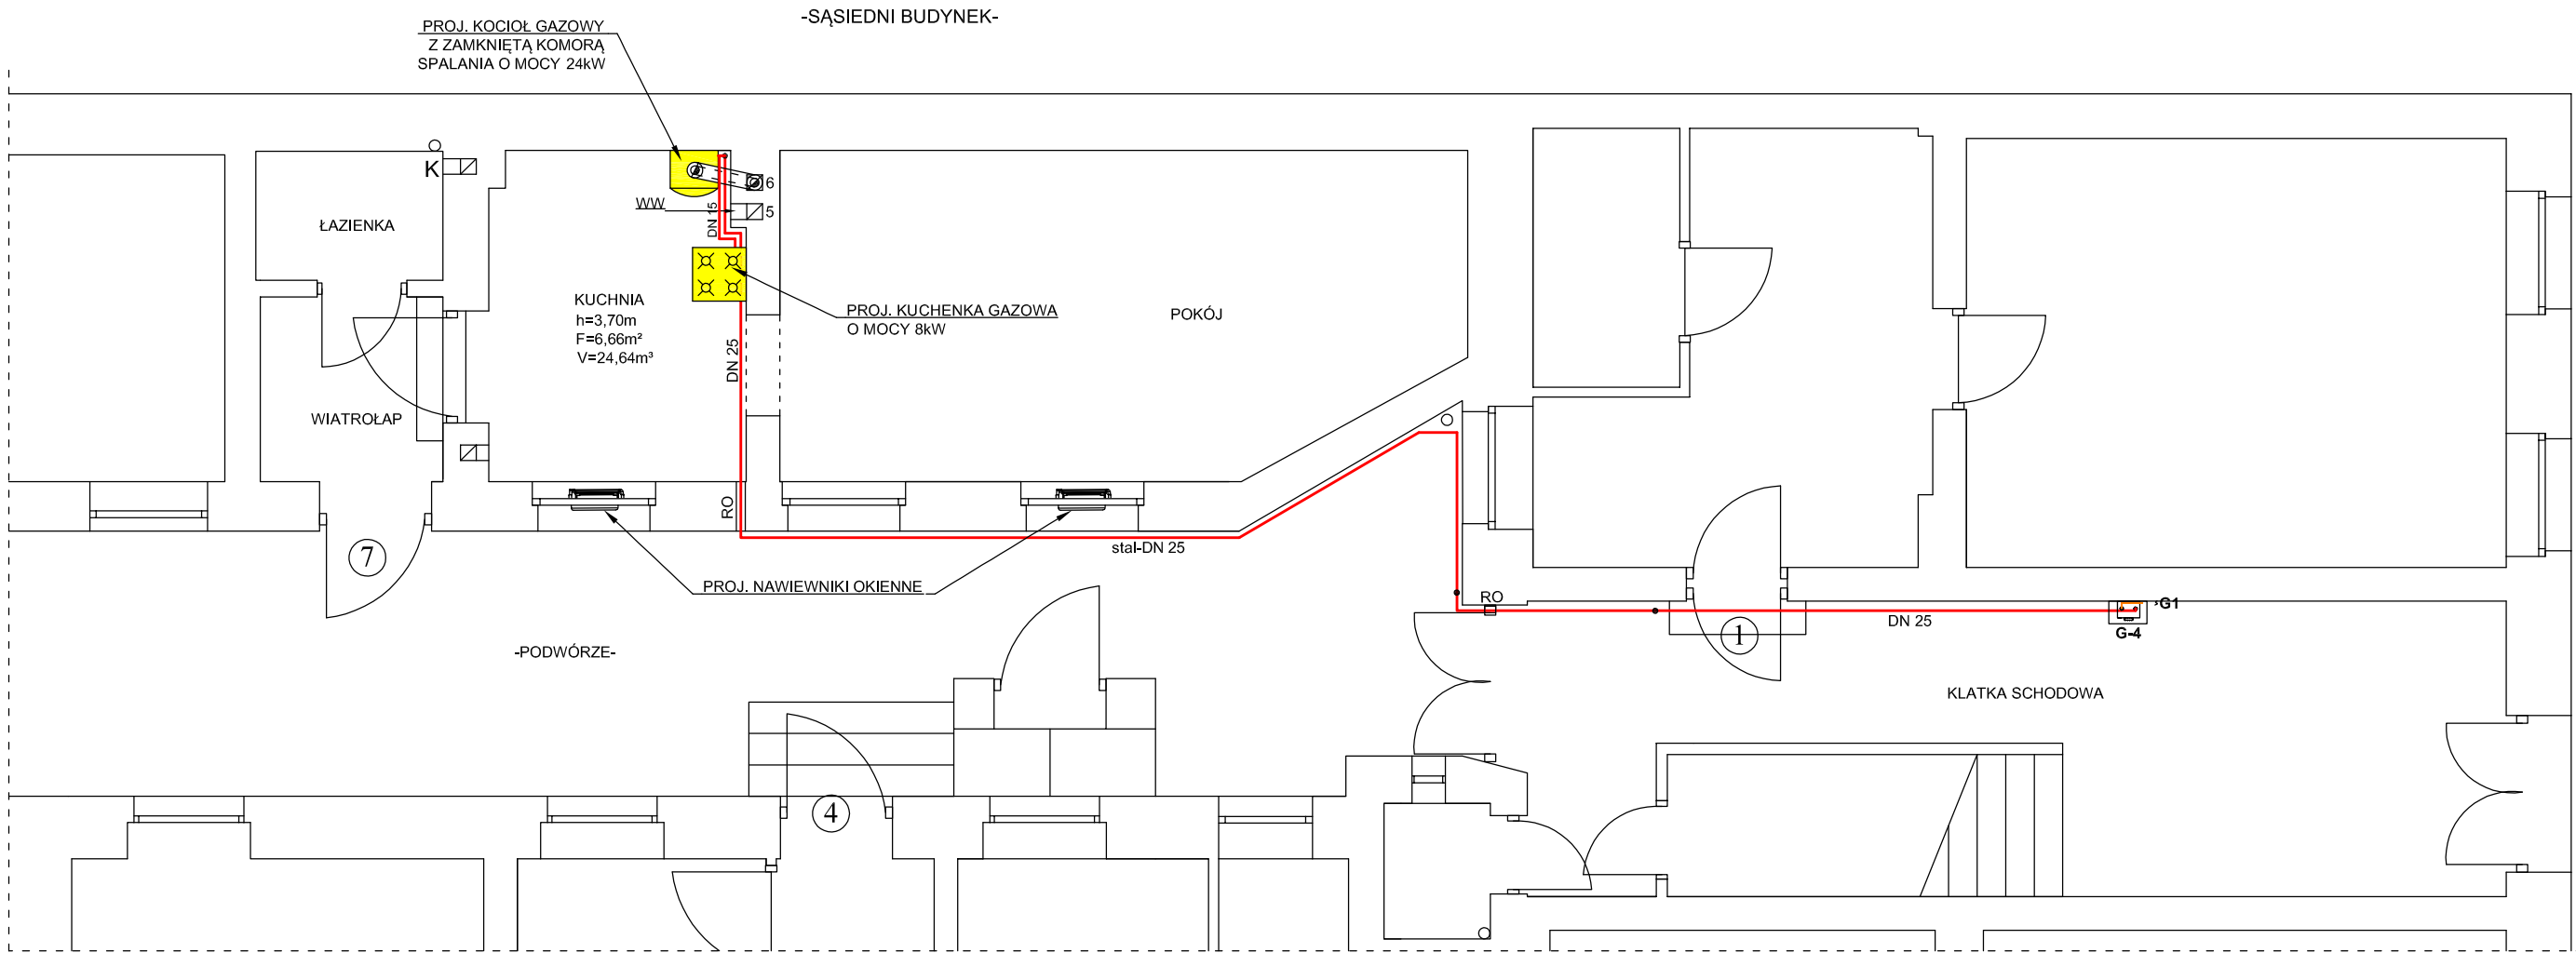 -SĄSIEDNI BUDYNEK-
PROJ. KOCIOŁ GAZOWY
Z ZAMKNIĘTĄ KOMORĄ
SPALANIA O MOCY 24kW
K
6
WW
5
DN 15
ŁAZIENKA
KUCHNIA
h=3,70m
F=6,66m²
V=24,64m³
PROJ. KUCHENKA GAZOWA
O MOCY 8kW
POKÓJ
DN 25
WIATROŁAP
RO
7
stal-DN 25
PROJ. NAWIEWNIKI OKIENNE
RO
G1
DN 25
G-4
1
-PODWÓRZE-
KLATKA SCHODOWA
4